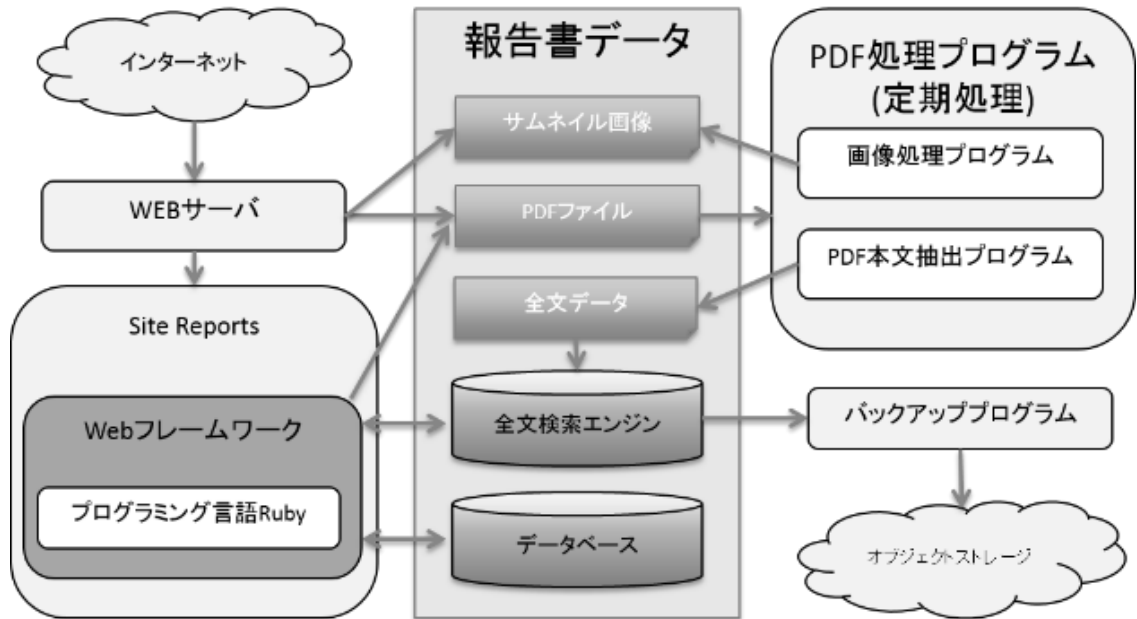 インターネット
WEBサーバ
Site Reports
Webフレームワーク
プログラミング言語Ruby
報告書データ
サムネイル画像
PDFファイル
全文データ
全文検索エンジン
データベース
PDF処理プログラム
(定期処理)
画像処理プログラム
PDF本文抽出プログラム
バックアッププログラム
オブジェクトストレージ